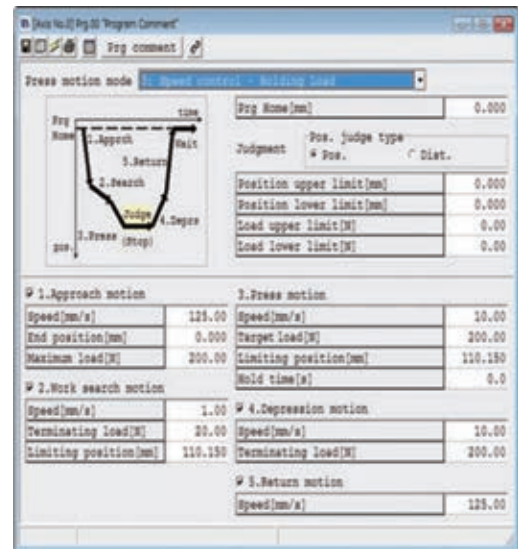 [Axis No.0] Prg.00 "Program Comment"
Prg comment
Press motion mode 3: Speed control - Holding load
time
Prg Home
1.Approch
Wait
5.Return
2.Search
Judge
4.Deprs
3.Press
(Stop)
pos.
Prg Home[mm] 0.000
Judgment
Pos. judge type
Pos. Dist.
Position upper limit[mm] 0.000
Position lower limit[mm] 0.000
Load upper limit[N] 0.00
Load lower limit[N] 0.00
1.Approach motion
Speed[mm/s] 125.00
End position[mm] 0.000
Maximum load[N] 200.00
2.Work search motion
Speed[mm/s] 1.00
Terminating load[N] 20.00
Limiting position[mm] 110.150
3.Press motion
Speed[mm/s] 10.00
Target load[N] 200.00
Limiting position[mm] 110.150
Hold time[s] 0.0
4.Depression motion
Speed[mm/s] 10.00
Terminating load[N] 200.00
5.Return motion
Speed[mm/s] 125.00